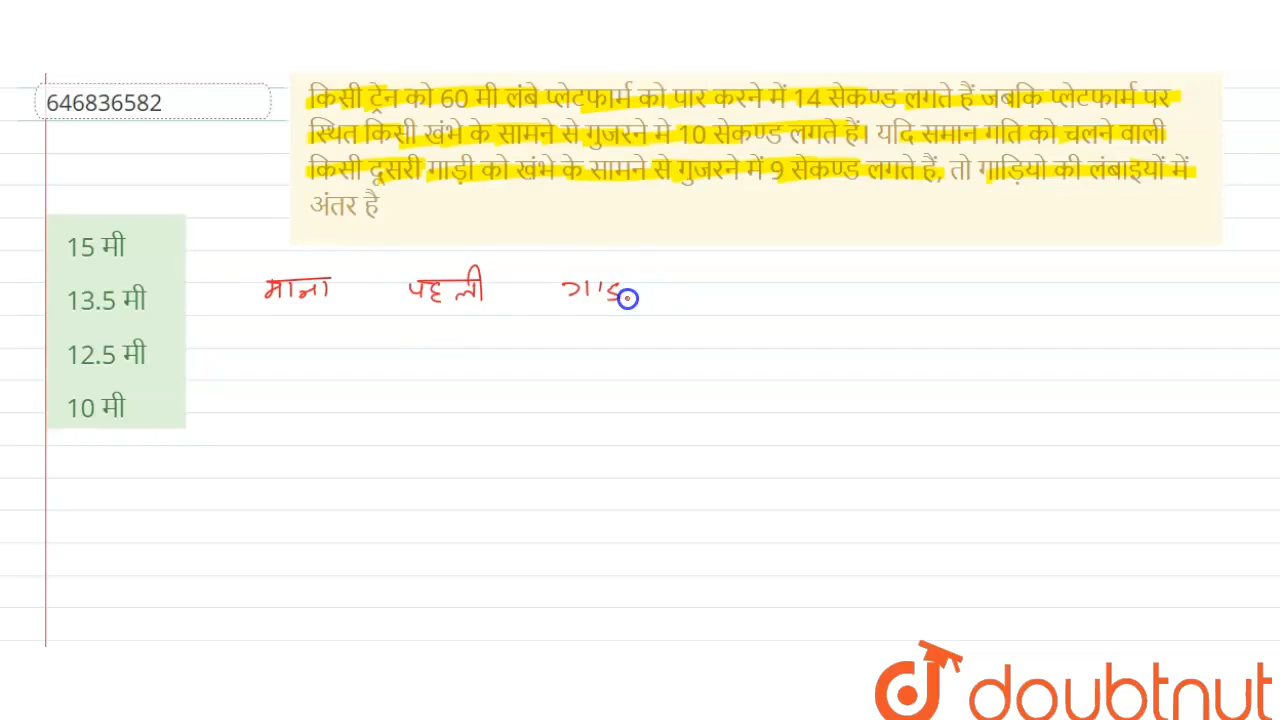 646836582
किसी ट्रेन को 60 मी लंबे प्लेटफार्म को पार करने में 14 सेकण्ड लगते हैं जबकि प्लेटफार्म पर
स्थित किसी खंभे के सामने से गुजरने मे 10 सेकण्ड लगते हैं। यदि समान गति को चलने वाली
किसी दूसरी गाड़ी को खंभे के सामने से गुजरने में 9 सेकण्ड लगते हैं, तो गाड़ियो की लंबाइयों में
अंतर है
15 मी
13.5 मी
12.5 मी
10 मी
माना पहली गाड
doubtnut